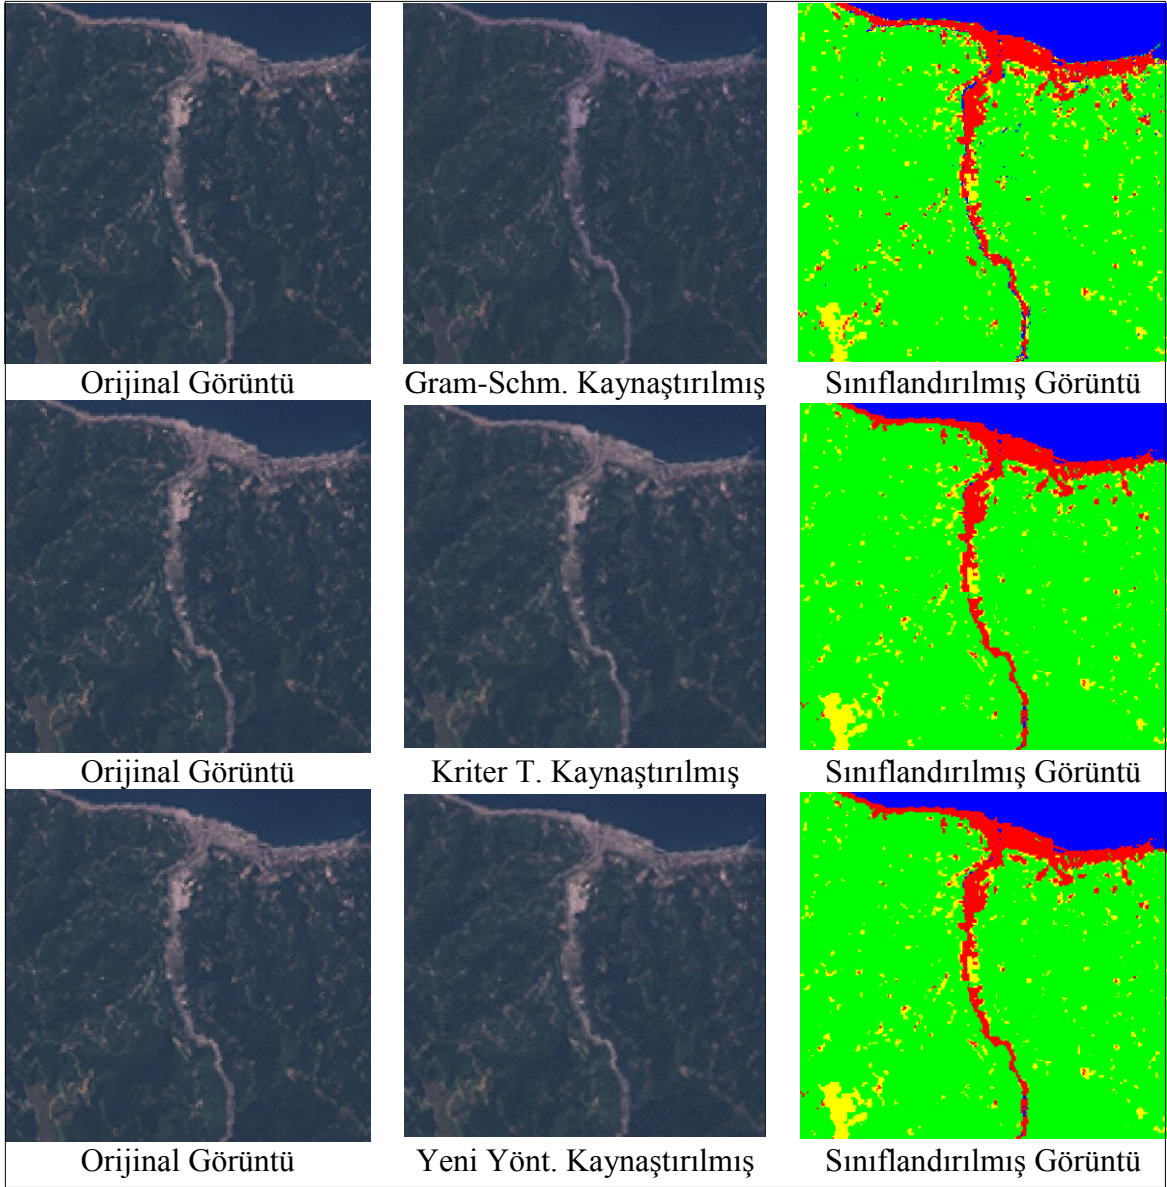 Orijinal Görüntü Gram-Schm. Kaynaştırılmış Sınıflandırılmış Görüntü
Orijinal Görüntü Kriter T. Kaynaştırılmış Sınıflandırılmış Görüntü
Orijinal Görüntü Yeni Yönt. Kaynaştırılmış Sınıflandırılmış Görüntü